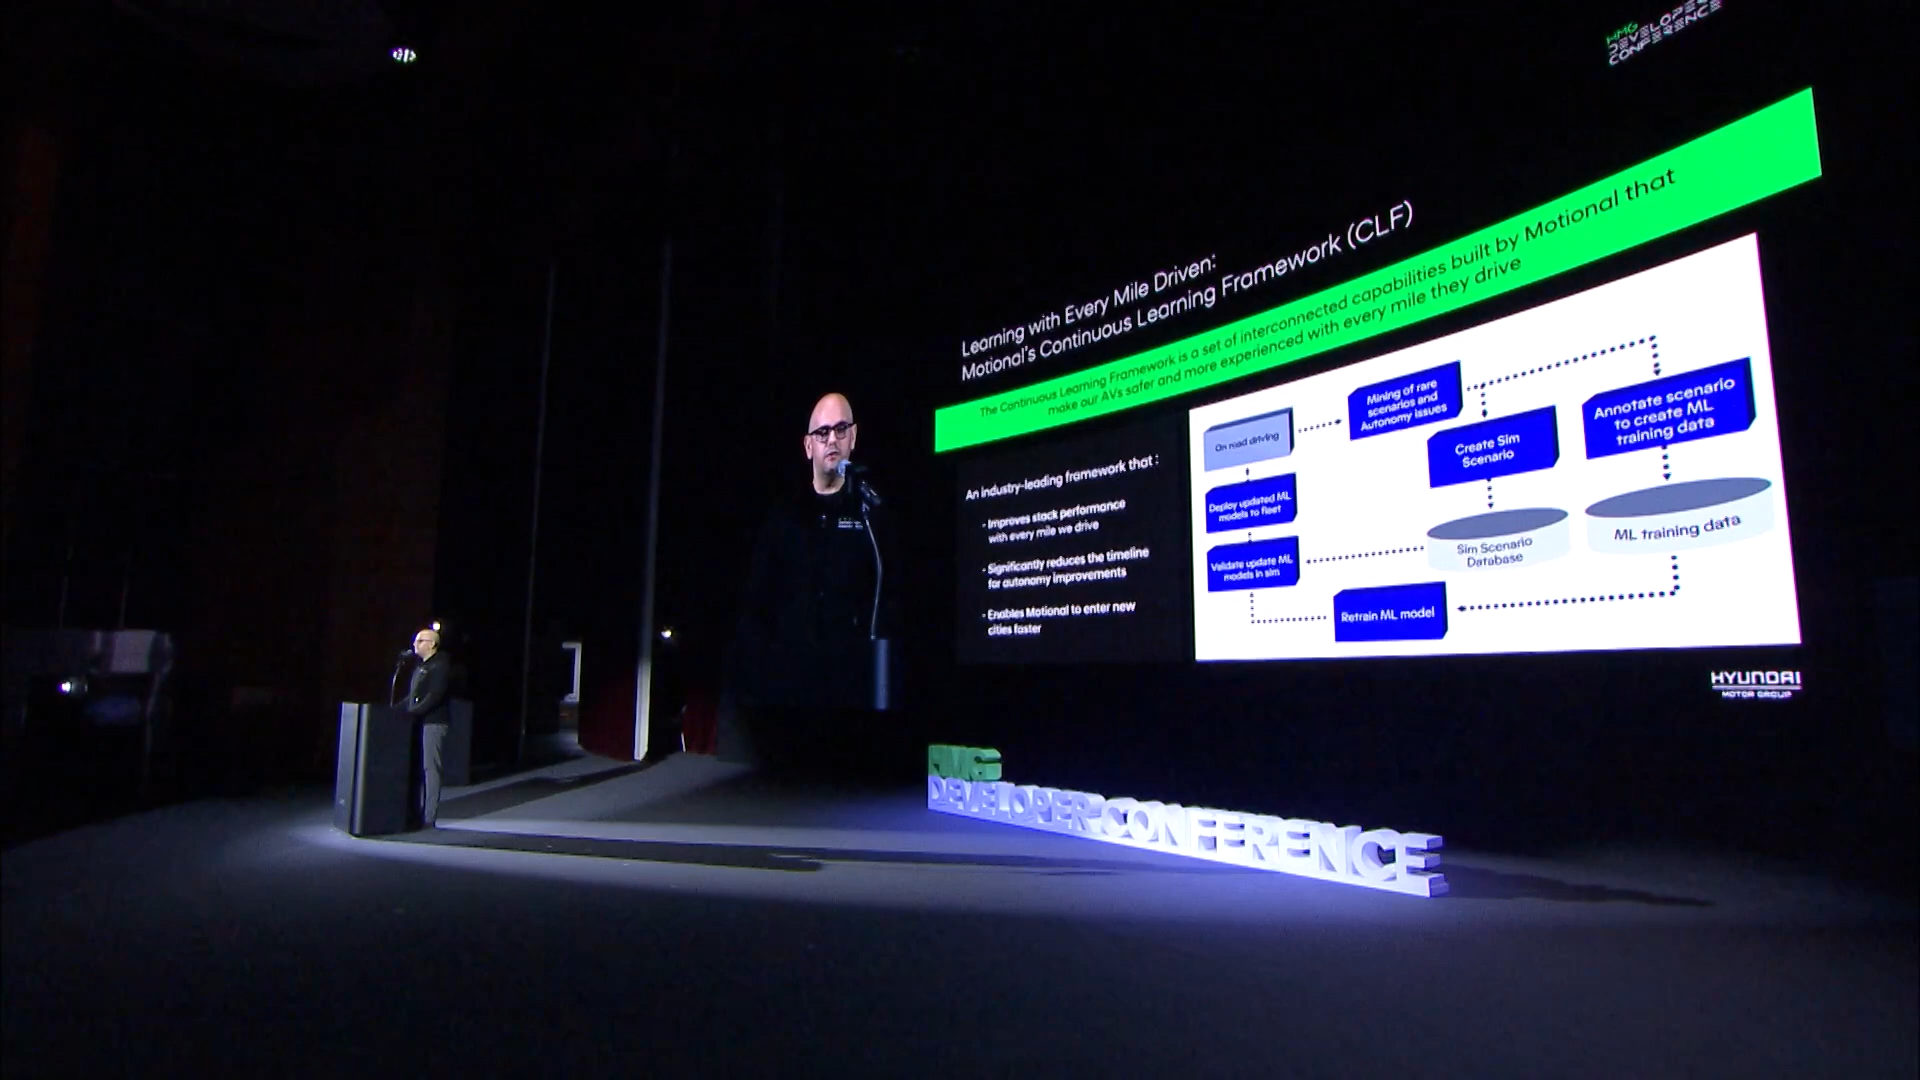 HMG
DEVELOPER
CONFERENCE
Learning with Every Mile Driven:
Motional's Continuous Learning Framework (CLF)
The Continuous Learning Framework is a set of interconnected capabilities built by Motional that
make our AVs safer and more experienced with every mile they drive
An industry-leading framework that :
- Improves stack performance
with every mile we drive
- Significantly reduces the timeline
for autonomy improvements
- Enables Motional to enter new
cities faster
On road driving
Mining of rare
scenarios and
Autonomy issues
Create Sim
Scenario
Annotate scenario
to create ML
training data
Deploy updated ML
models to fleet
Validate update ML
models in sim
Sim Scenario
Database
ML training data
Retrain ML model
HYUNDAI
MOTOR GROUP
HMG
DEVELOPER CONFERENCE